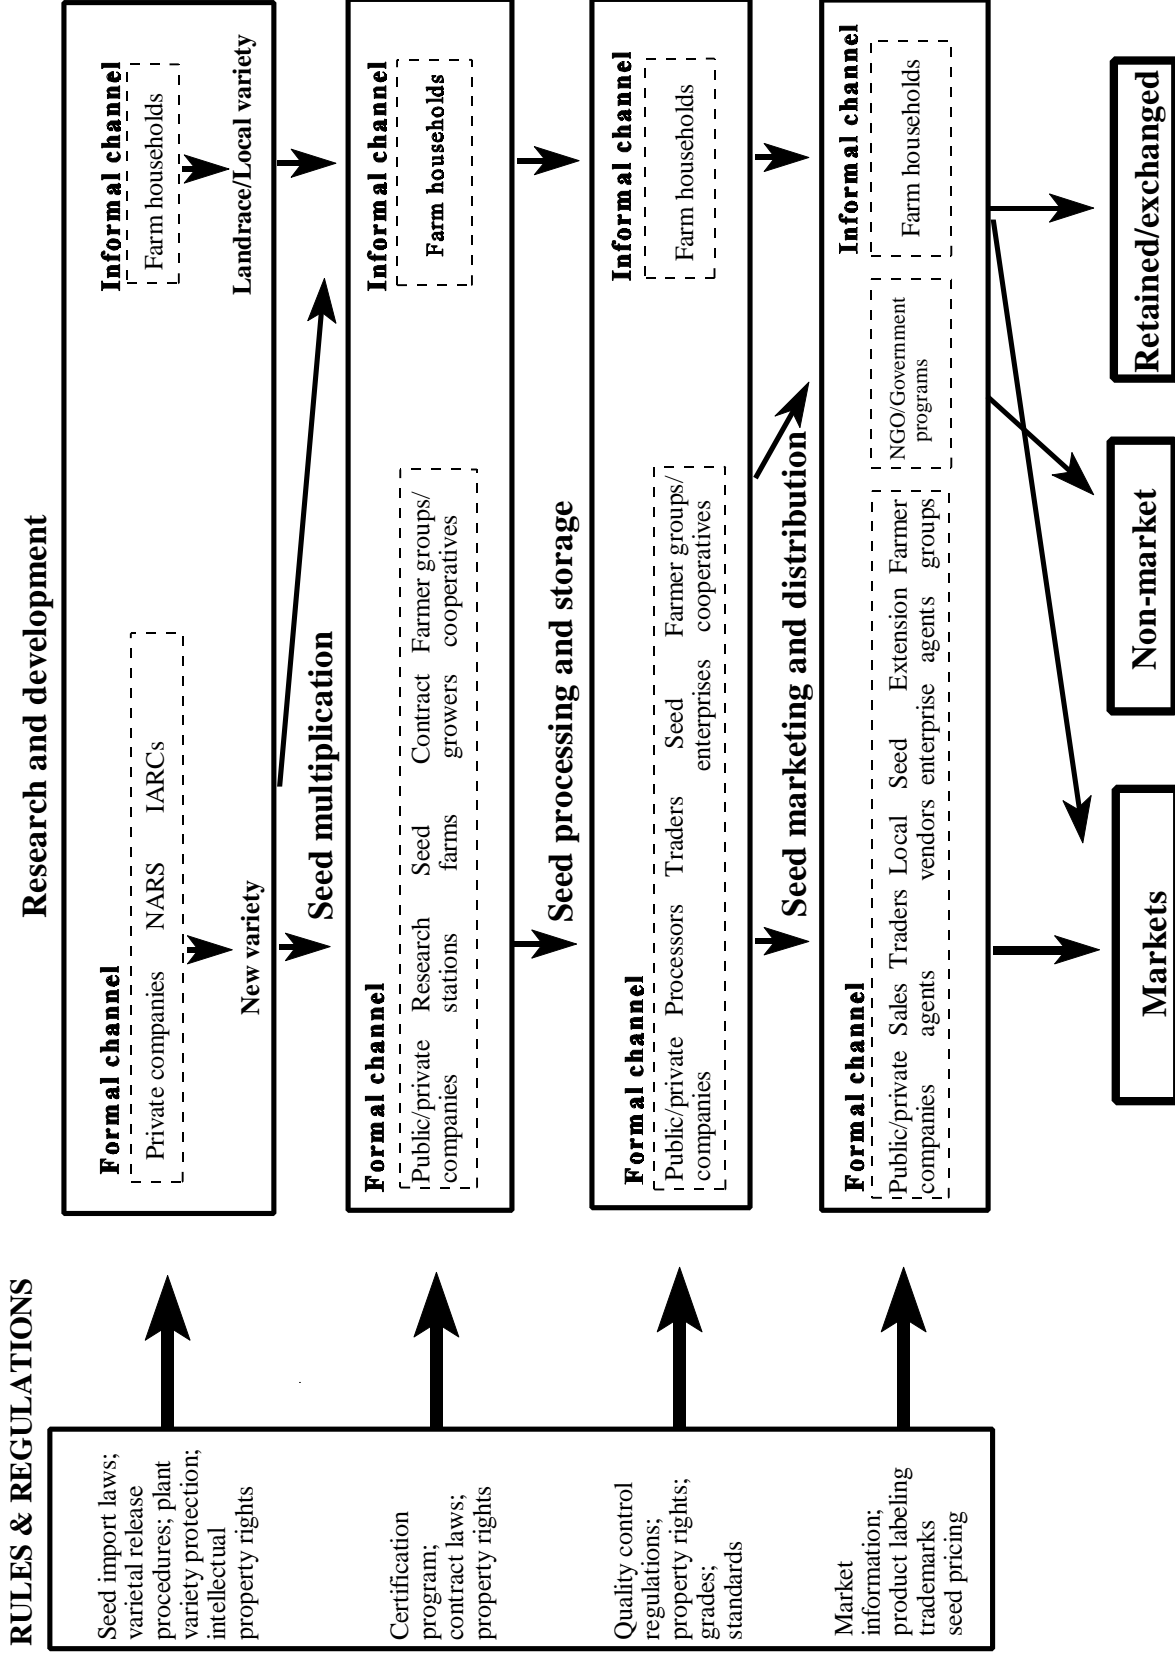 RULES & REGULATIONS
Seed import laws;
varietal release
procedures; plant
variety protection;
intellectual
property rights
Certification
program;
contract laws;
property rights
Quality control
regulations;
property rights;
grades;
standards
Market
information;
product labeling
trademarks
seed pricing
Research and development
Formal channel
Private companies NARS IARCs
New variety
Informal channel
Farm households
Landrace/Local variety
Seed multiplication
Formal channel
Public/private Research Seed Contract Farmer groups/
companies stations farms growers cooperatives
Informal channel
Farm households
Seed processing and storage
Formal channel
Public/private Processors Traders Seed Farmer groups/
companies enterprises cooperatives
Informal channel
Farm households
Seed marketing and distribution
Formal channel
Public/private Sales Traders Local Seed Extension Farmer
companies agents vendors enterprise agents groups
NGO/Government
programs
Informal channel
Farm households
Markets
Non-market
Retained/exchanged